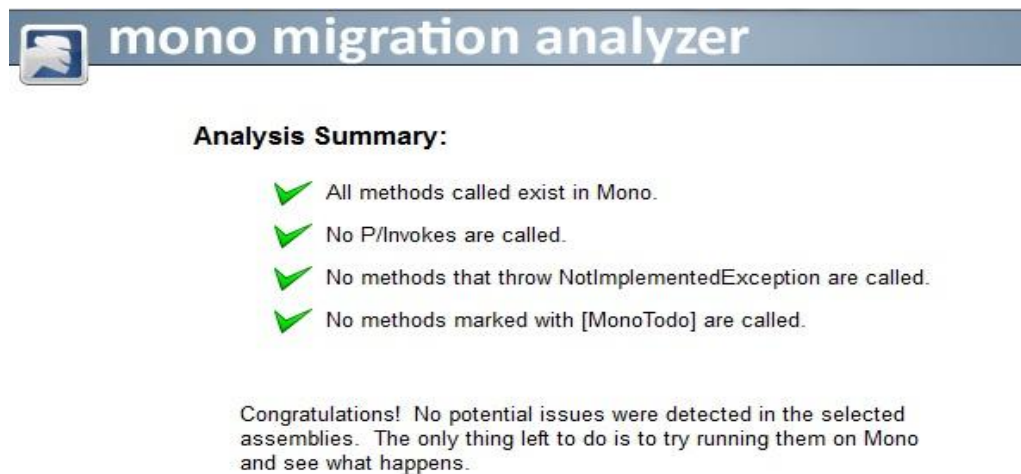 mono migration analyzer
Analysis Summary:
All methods called exist in Mono.
No P/Invokes are called.
No methods that throw NotImplementedException are called.
No methods marked with [MonoTodo] are called.
Congratulations!  No potential issues were detected in the selected
assemblies.  The only thing left to do is to try running them on Mono
and see what happens.